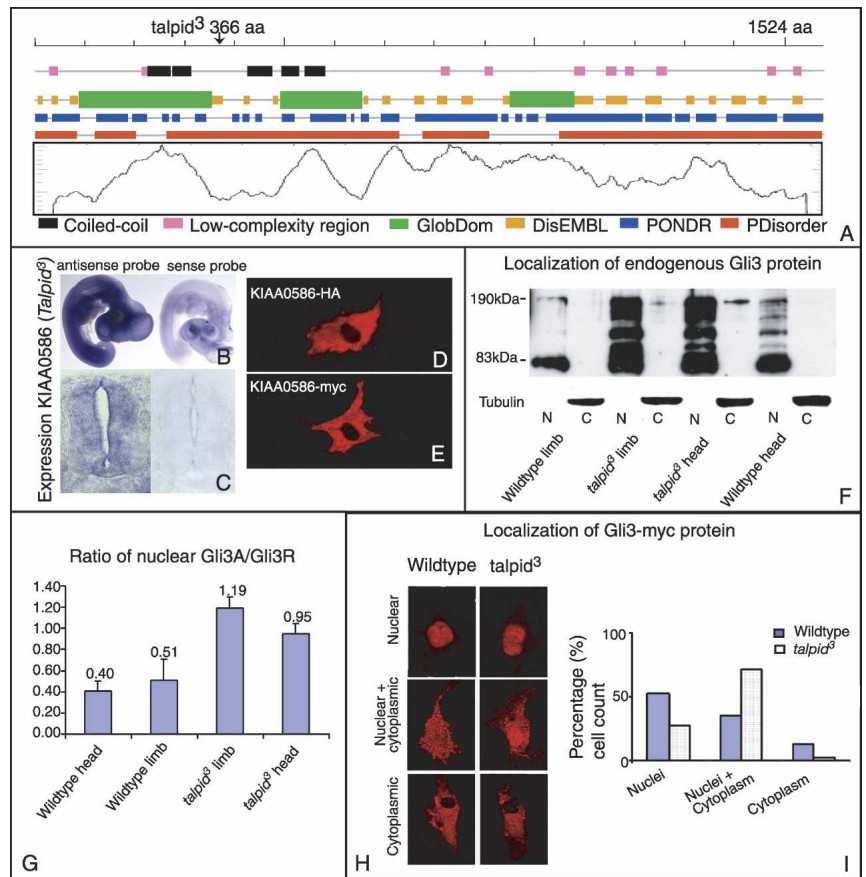 talpid³ 366 aa
1524 aa
Coiled-coil
Low-complexity region
GlobDom
DisEMBL
PONDR
PDisorder
A
Expression KIAA0586 (Talpid³)
antisense probe
sense probe
B
C
KIAA0586-HA
D
KIAA0586-myc
E
Localization of endogenous Gli3 protein
190kDa
83kDa
Tubulin
N C N C N C N C
Wildtype limb
talpid³ limb
talpid³ head
Wildtype head
F
Ratio of nuclear Gli3A/Gli3R
1.40
1.20
1.00
0.80
0.60
0.40
0.20
0.00
0.40
0.51
1.19
0.95
Wildtype head
Wildtype limb
talpid³ limb
talpid³ head
G
Localization of Gli3-myc protein
Wildtype
talpid³
Nuclear
Nuclear +
cytoplasmic
Cytoplasmic
H
Wildtype
talpid³
Percentage (%)
cell count
100
50
0
Nuclei
Nuclei +
Cytoplasm
Cytoplasm
I